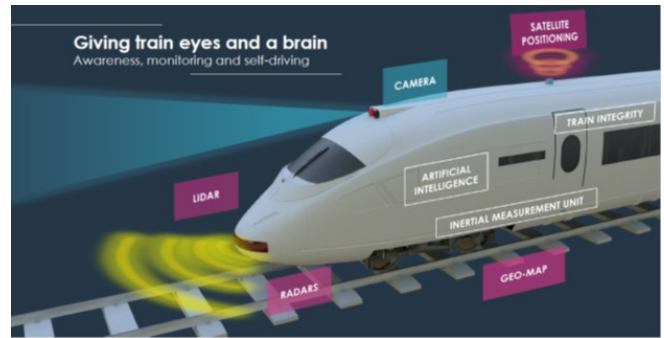 Giving train eyes and a brain
Awareness, monitoring and self-driving
SATELLITE
POSITIONING
CAMERA
TRAIN INTEGRITY
ARTIFICIAL
INTELLIGENCE
LIDAR
INERTIAL MEASUREMENT UNIT
GEO-MAP
RADARS